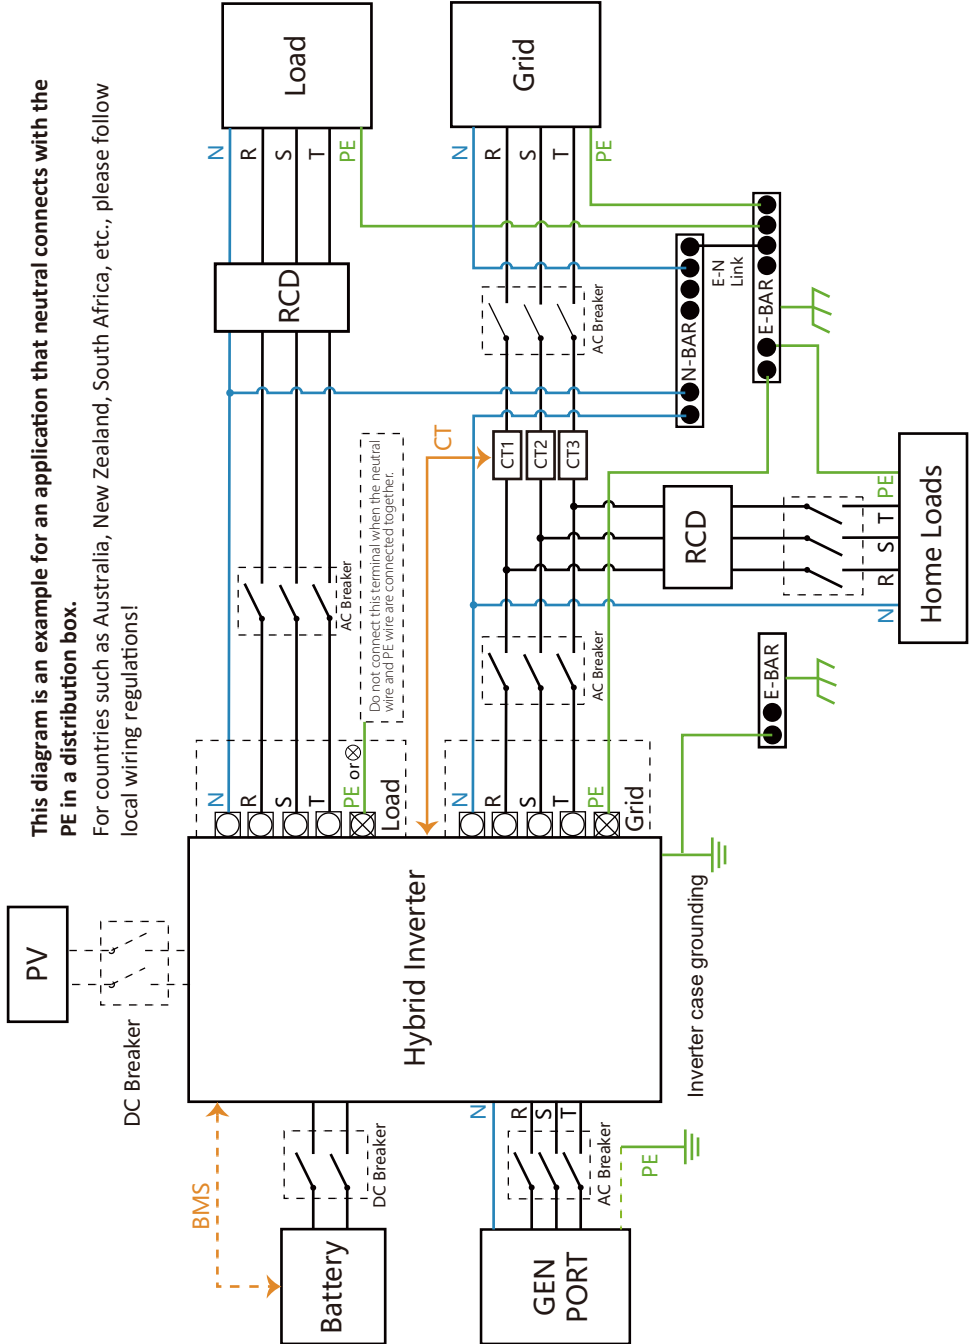 This diagram is an example for an application that neutral connects with the
PE in a distribution box.
For countries such as Australia, New Zealand, South Africa, etc., please follow
local wiring regulations!
PV
DC Breaker
BMS
Battery
DC Breaker
Hybrid Inverter
GEN
PORT
N
R
S
T
AC Breaker
PE
Inverter case grounding
N
R
S
T
PE or
Load
AC Breaker
Do not connect this terminal when the neutral
wire and PE wire are connected together.
RCD
N
R
S
T
PE
Load
CT
N
R
S
T
PE
Grid
AC Breaker
CT1
CT2
CT3
AC Breaker
N
R
S
T
PE
Grid
N-BAR
E-N
Link
E-BAR
RCD
N
R
S
T
PE
Home Loads
E-BAR